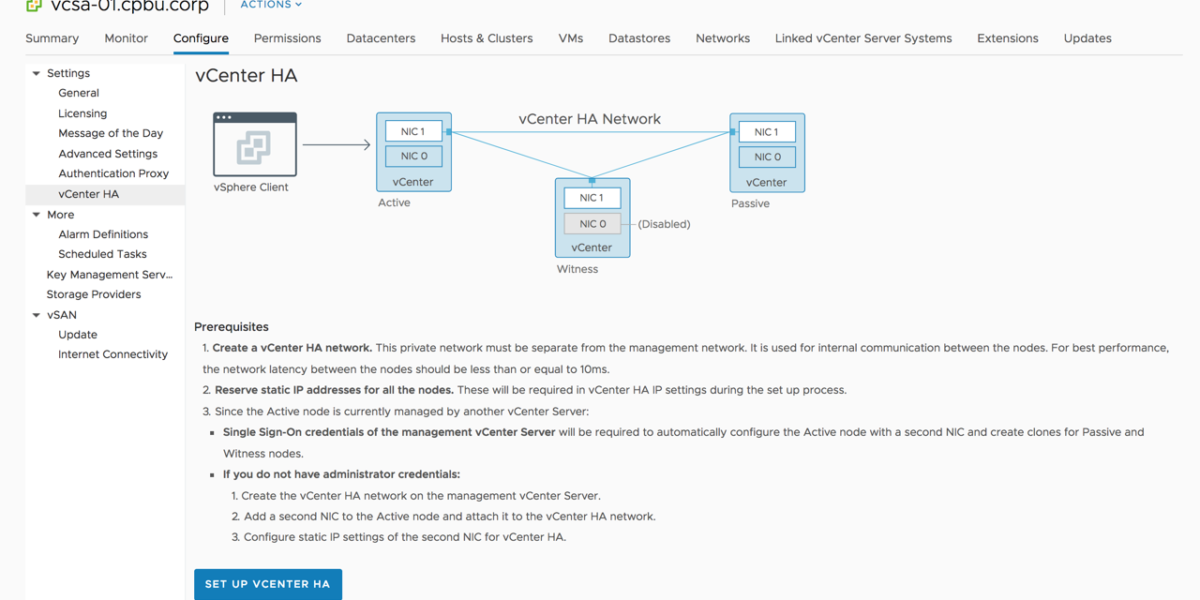 vcsa-01.cpbu.corp
ACTIONS
Summary
Monitor
Configure
Permissions
Datacenters
Hosts & Clusters
VMs
Datastores
Networks
Linked vCenter Server Systems
Extensions
Updates
Settings
General
Licensing
Message of the Day
Advanced Settings
Authentication Proxy
vCenter HA
More
Alarm Definitions
Scheduled Tasks
Key Management Serv...
Storage Providers
vSAN
Update
Internet Connectivity
vCenter HA
vSphere Client
NIC 1
NIC 0
vCenter
Active
vCenter HA Network
NIC 1
NIC 0
(Disabled)
vCenter
Witness
NIC 1
NIC 0
vCenter
Passive
Prerequisites
1. Create a vCenter HA network. This private network must be separate from the management network. It is used for internal communication between the nodes. For best performance,
the network latency between the nodes should be less than or equal to 10ms.
2. Reserve static IP addresses for all the nodes. These will be required in vCenter HA IP settings during the set up process.
3. Since the Active node is currently managed by another vCenter Server:
▪ Single Sign-On credentials of the management vCenter Server will be required to automatically configure the Active node with a second NIC and create clones for Passive and
Witness nodes.
▪ If you do not have administrator credentials:
1. Create the vCenter HA network on the management vCenter Server.
2. Add a second NIC to the Active node and attach it to the vCenter HA network.
3. Configure static IP settings of the second NIC for vCenter HA.
SET UP VCENTER HA